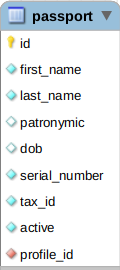 passport
id
first_name
last_name
patronymic
dob
serial_number
tax_id
active
profile_id